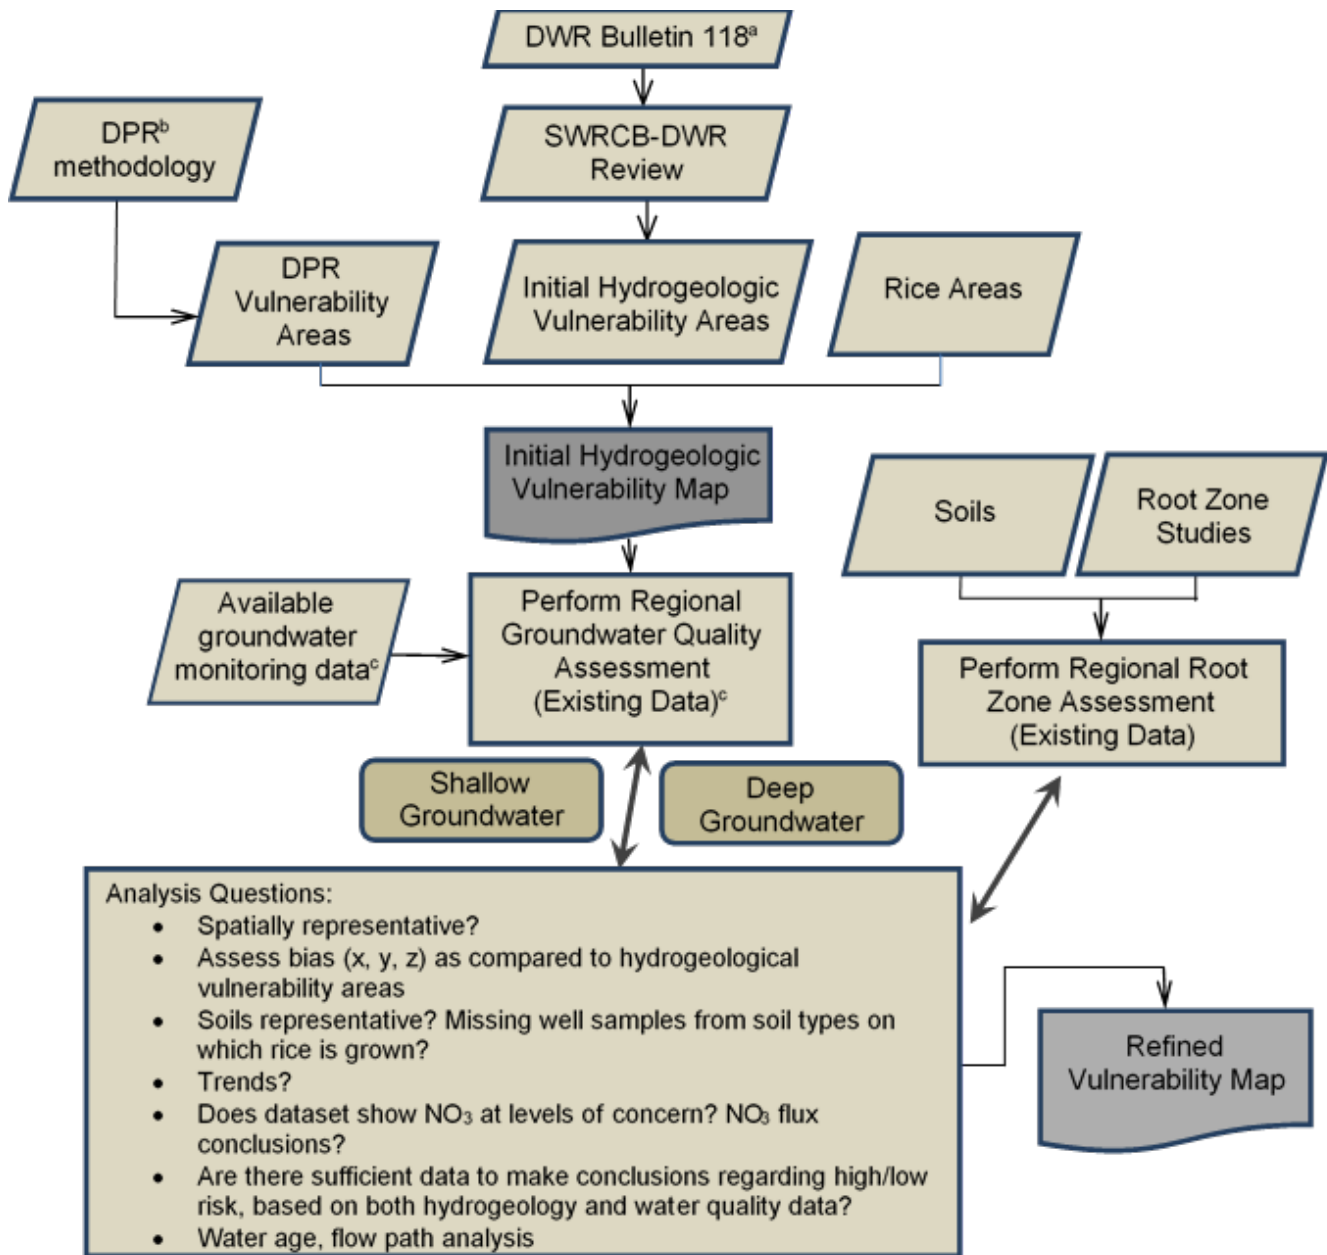 DWR Bulletin 118ᵃ
DPRᵇ
methodology
SWRCB-DWR
Review
DPR
Vulnerability
Areas
Initial Hydrogeologic
Vulnerability Areas
Rice Areas
Initial Hydrogeologic
Vulnerability Map
Soils
Root Zone
Studies
Available
groundwater
monitoring dataᶜ
Perform Regional
Groundwater Quality
Assessment
(Existing Data)ᶜ
Perform Regional Root
Zone Assessment
(Existing Data)
Shallow
Groundwater
Deep
Groundwater
Analysis Questions:
• Spatially representative?
• Assess bias (x, y, z) as compared to hydrogeological
vulnerability areas
• Soils representative? Missing well samples from soil types on
which rice is grown?
• Trends?
• Does dataset show NO₃ at levels of concern? NO₃ flux
conclusions?
• Are there sufficient data to make conclusions regarding high/low
risk, based on both hydrogeology and water quality data?
• Water age, flow path analysis
Refined
Vulnerability Map